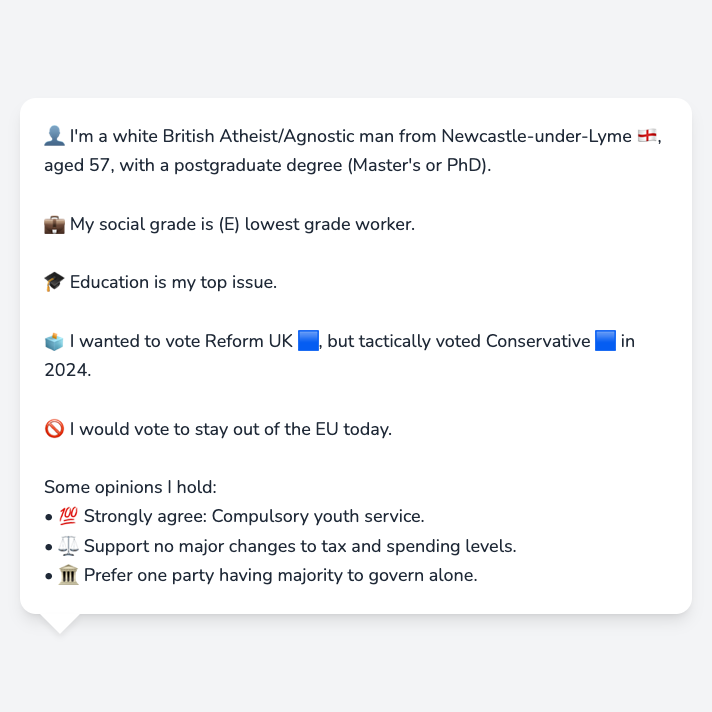 👤 I'm a white British Atheist/Agnostic man from Newcastle-under-Lyme 🏴󠁧󠁢󠁥󠁮󠁧󠁿,
aged 57, with a postgraduate degree (Master's or PhD).
💼 My social grade is (E) lowest grade worker.
🎓 Education is my top issue.
🗳️ I wanted to vote Reform UK 🟦, but tactically voted Conservative 🟦 in
2024.
🚫 I would vote to stay out of the EU today.
Some opinions I hold:
• 💯 Strongly agree: Compulsory youth service.
• ⚖️ Support no major changes to tax and spending levels.
• 🏛️ Prefer one party having majority to govern alone.